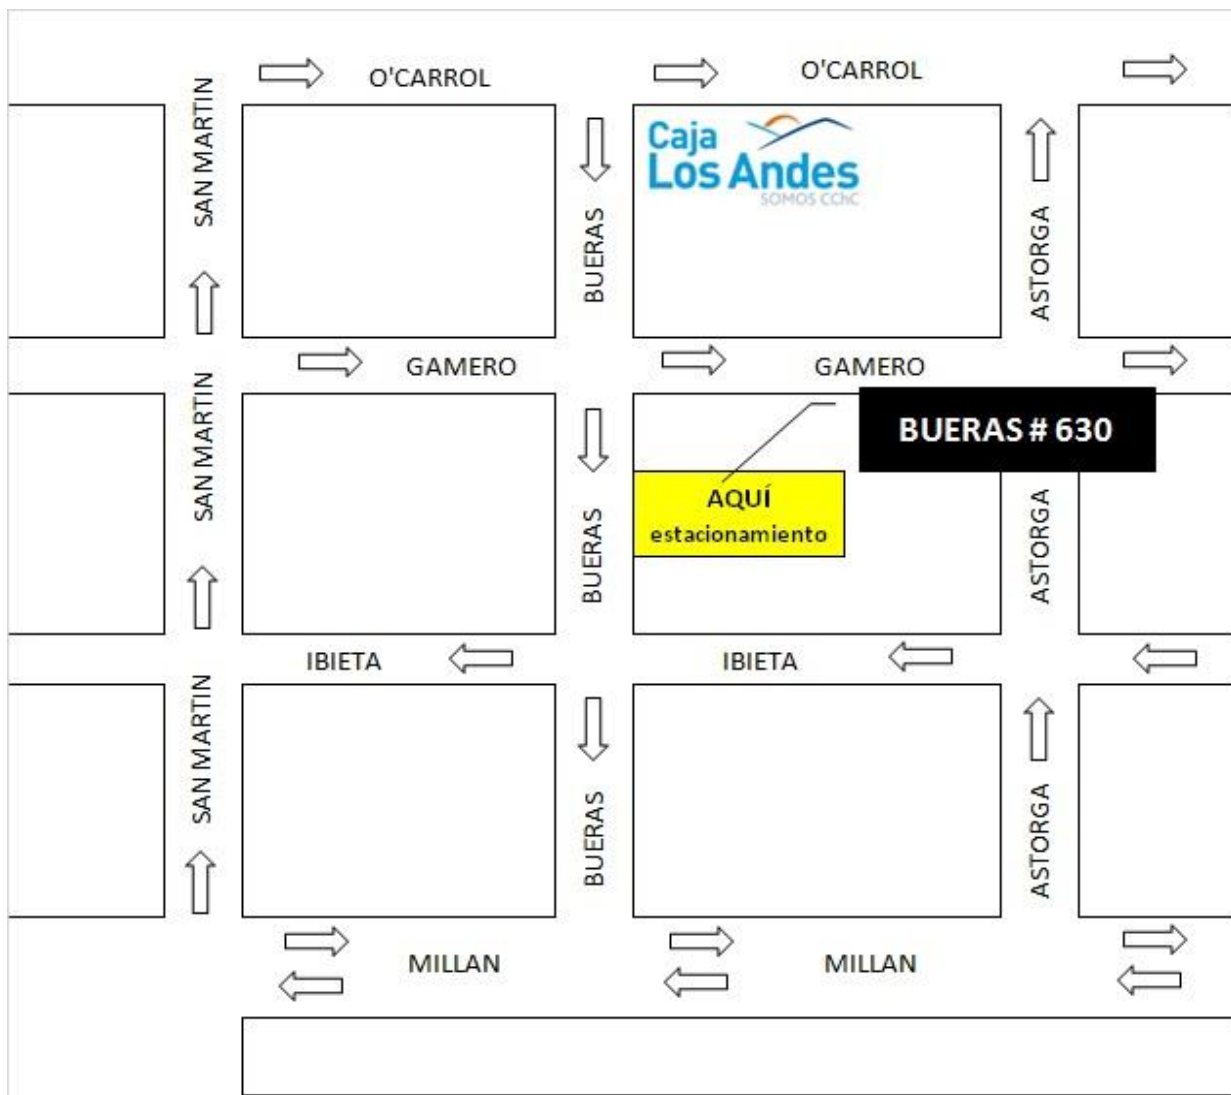 O'CARROL
O'CARROL
SAN MARTIN
BUERAS
Caja
Los Andes
SOMOS CChC
ASTORGA
GAMERO
GAMERO
SAN MARTIN
BUERAS
BUERAS # 630
AQUÍ
estacionamiento
ASTORGA
IBIETA
IBIETA
SAN MARTIN
BUERAS
ASTORGA
MILLAN
MILLAN